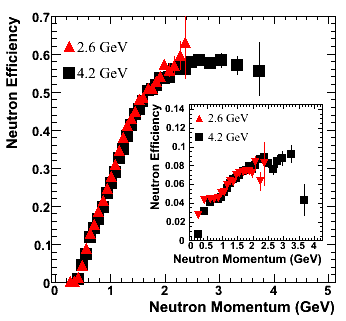 Neutron Efficiency
0.7
0.6
0.5
0.4
0.3
0.2
0.1
0
2.6 GeV
4.2 GeV
0 1 2 3 4 5
Neutron Momentum (GeV)
Neutron Efficiency
0.14
0.12
0.1
0.08
0.06
0.04
0.02
0
2.6 GeV
4.2 GeV
0 0.5 1 1.5 2 2.5 3 3.5 4
Neutron Momentum (GeV)